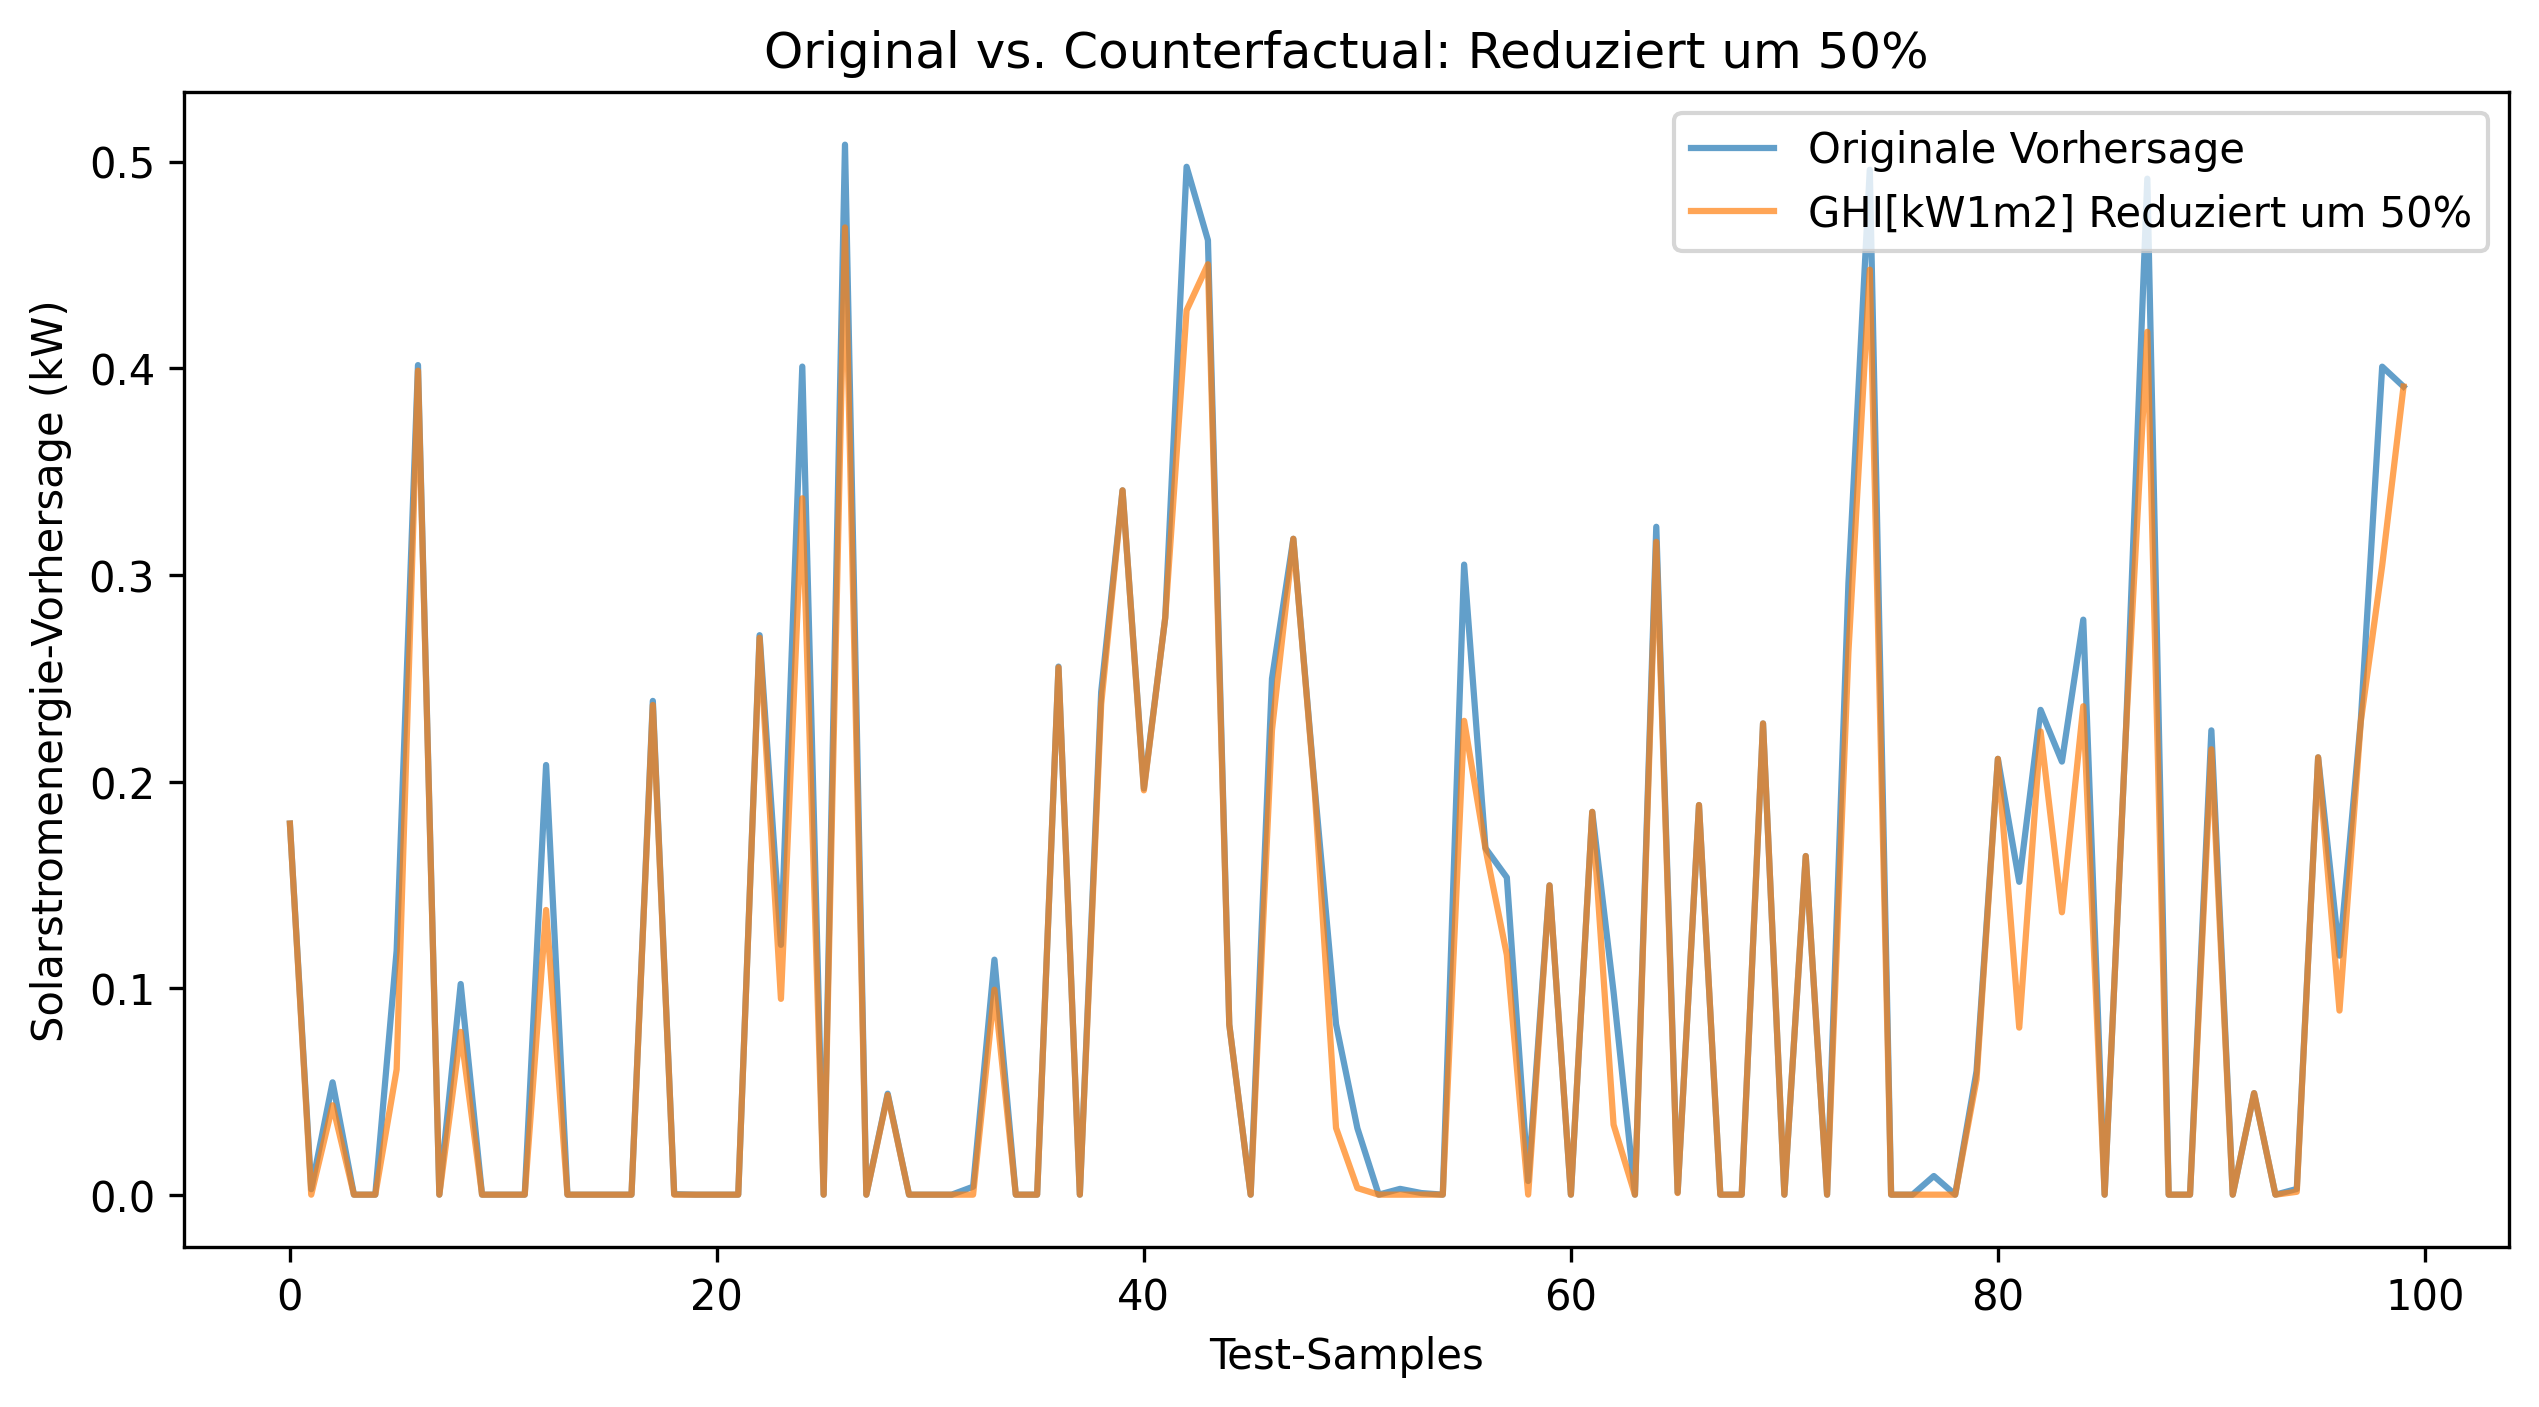 Original vs. Counterfactual: Reduziert um 50%
Originale Vorhersage
GHI[kW1m2] Reduziert um 50%
Solarstromenergie-Vorhersage (kW)
0.5
0.4
0.3
0.2
0.1
0.0
0 20 40 60 80 100
Test-Samples